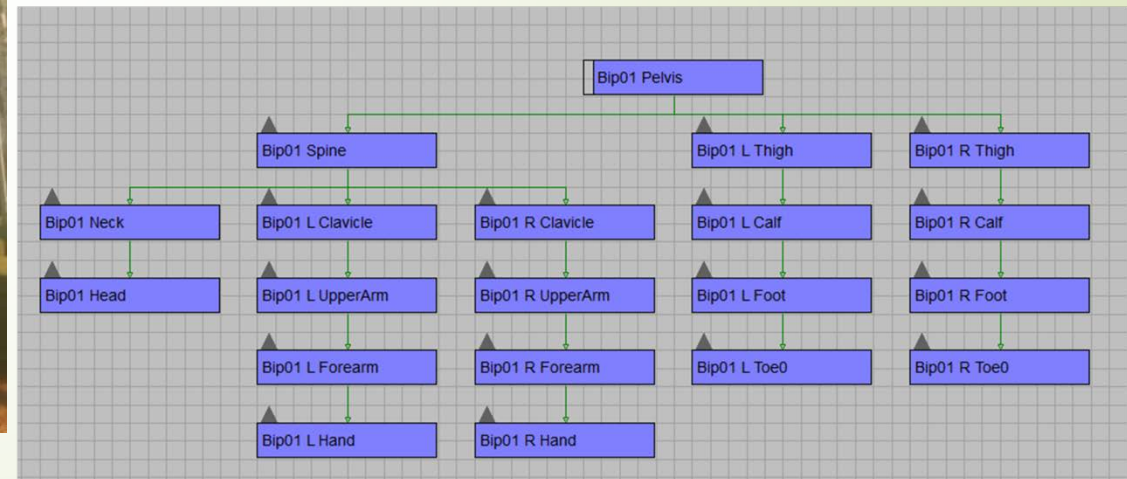 Bip01 Pelvis
Bip01 Spine
Bip01 L Thigh
Bip01 R Thigh
Bip01 Neck
Bip01 L Clavicle
Bip01 R Clavicle
Bip01 L Calf
Bip01 R Calf
Bip01 Head
Bip01 L UpperArm
Bip01 R UpperArm
Bip01 L Foot
Bip01 R Foot
Bip01 L Forearm
Bip01 R Forearm
Bip01 L Toe0
Bip01 R Toe0
Bip01 L Hand
Bip01 R Hand